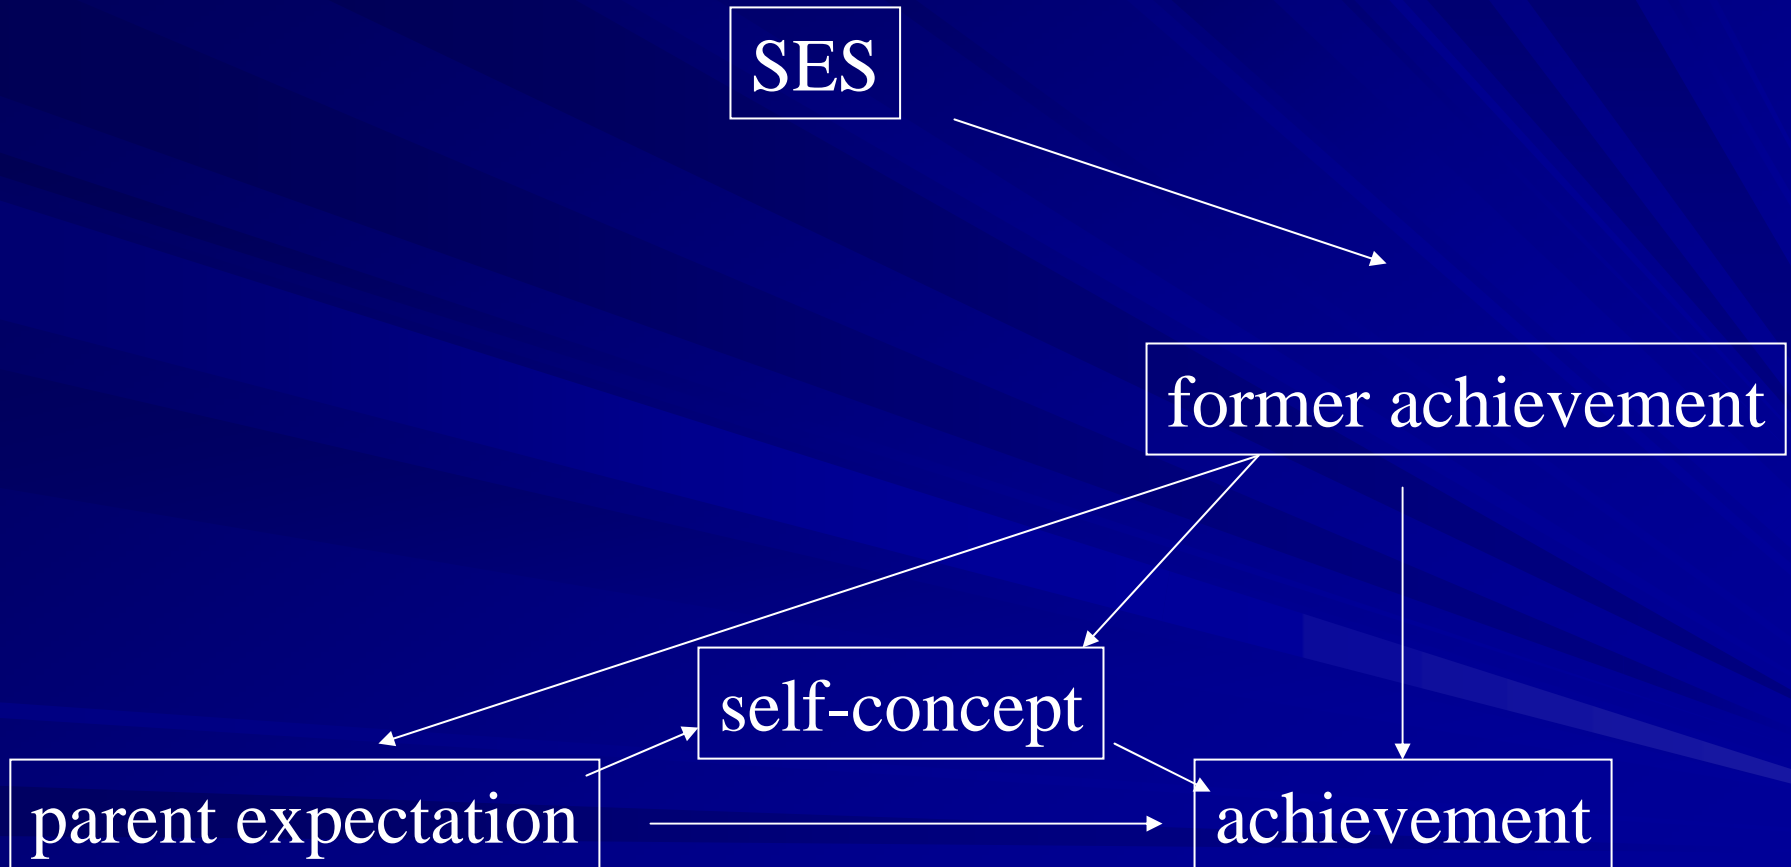 SES
former achievement
self-concept
parent expectation
achievement